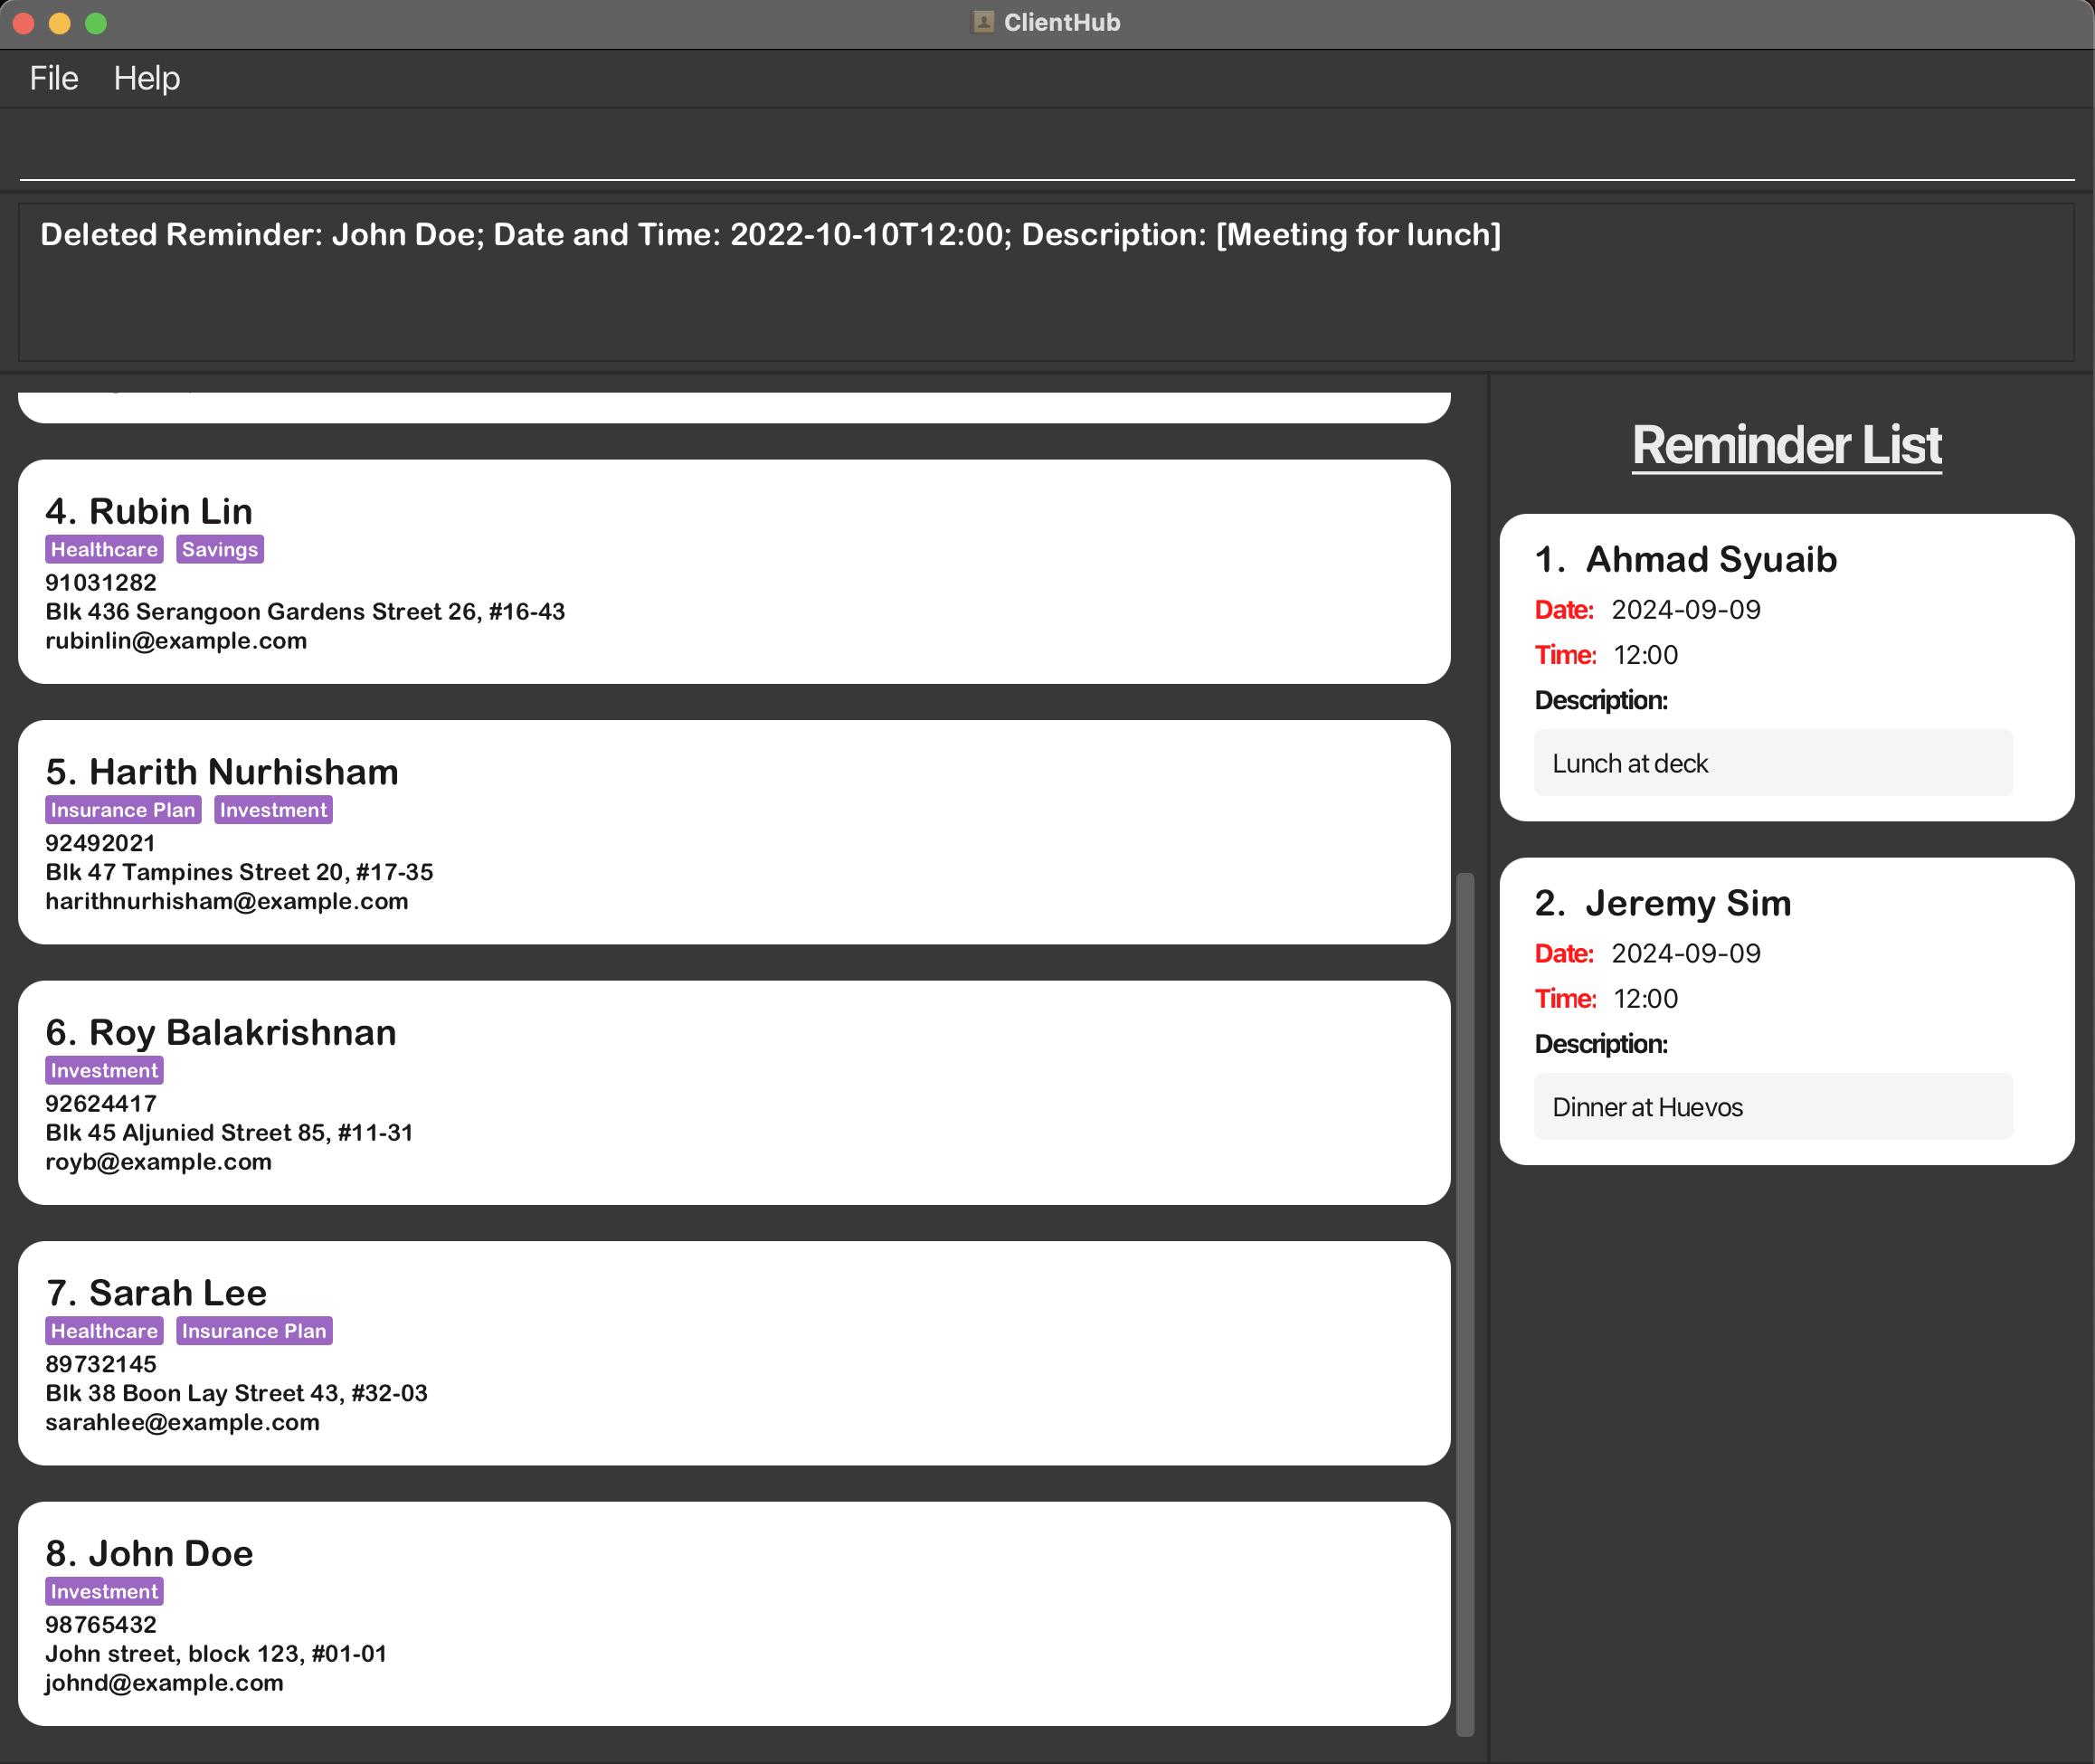 ClientHub
File Help
Deleted Reminder: John Doe; Date and Time: 2022-10-10T12:00; Description: [Meeting for lunch]
4. Rubin Lin
Healthcare Savings
91031282
Blk 436 Serangoon Gardens Street 26, #16-43
rubinlin@example.com
5. Harith Nurhisham
Insurance Plan Investment
92492021
Blk 47 Tampines Street 20, #17-35
harithnurhisham@example.com
6. Roy Balakrishnan
Investment
92624417
Blk 45 Aljunied Street 85, #11-31
royb@example.com
7. Sarah Lee
Healthcare Insurance Plan
89732145
Blk 38 Boon Lay Street 43, #32-03
sarahlee@example.com
8. John Doe
Investment
98765432
John street, block 123, #01-01
johnd@example.com
Reminder List
1. Ahmad Syuaib
Date: 2024-09-09
Time: 12:00
Description:
Lunch at deck
2. Jeremy Sim
Date: 2024-09-09
Time: 12:00
Description:
Dinner at Huevos